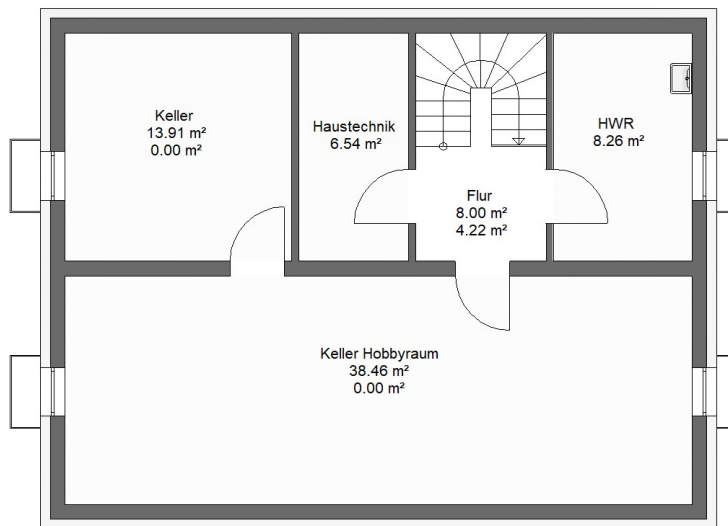 Keller
13.91 m²
0.00 m²
Haustechnik
6.54 m²
HWR
8.26 m²
Flur
8.00 m²
4.22 m²
Keller Hobbyraum
38.46 m²
0.00 m²